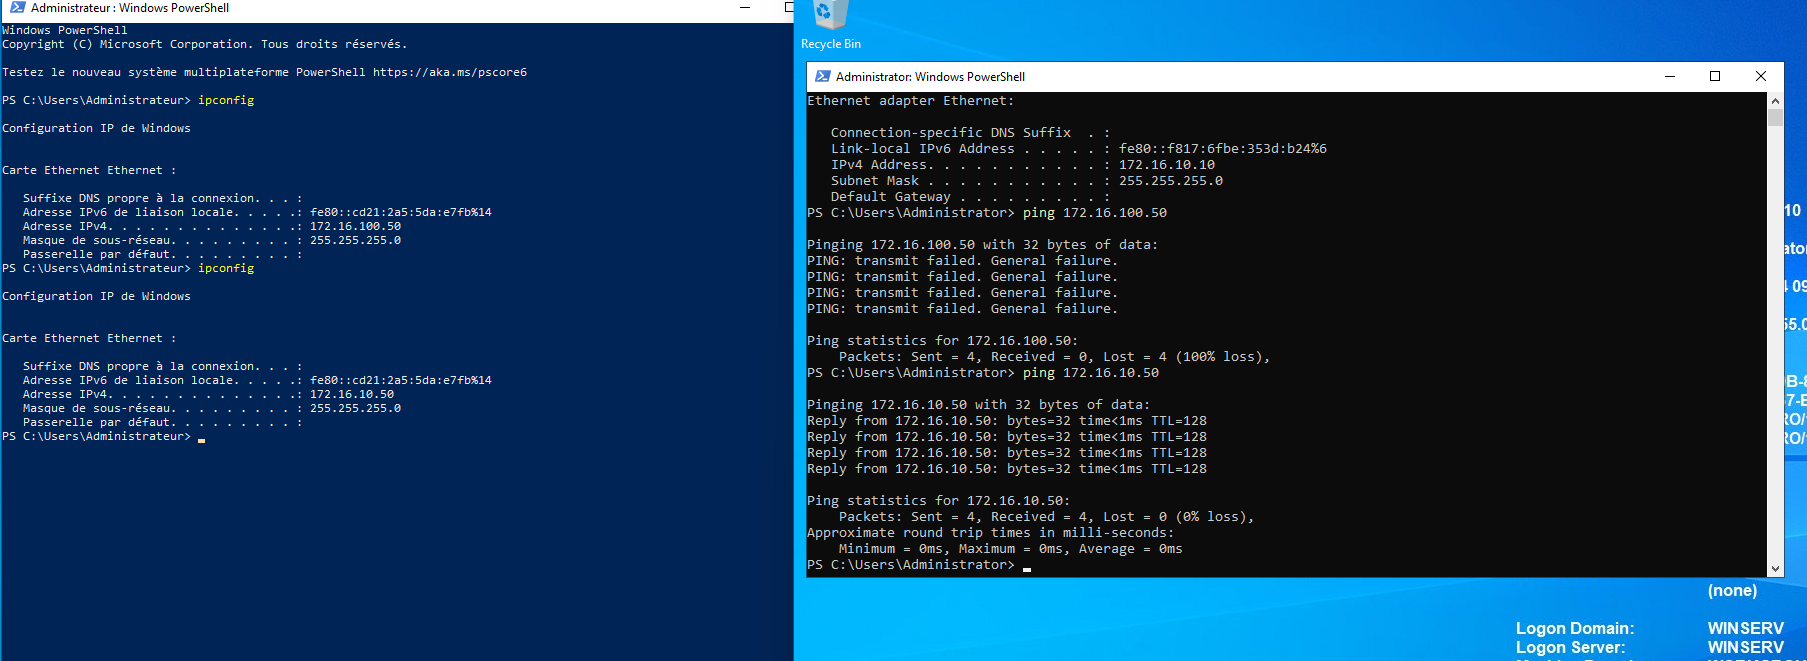 Administrateur : Windows PowerShell
Windows PowerShell
Copyright (C) Microsoft Corporation. Tous droits réservés.
Testez le nouveau système multiplateforme PowerShell https://aka.ms/pscore6
PS C:\Users\Administrateur> ipconfig
Configuration IP de Windows
Carte Ethernet Ethernet :
Suffixe DNS propre à la connexion. . . :
Adresse IPv6 de liaison locale. . . . .: fe80::cd21:2a5:5da:e7fb%14
Adresse IPv4. . . . . . . . . . . . . .: 172.16.100.50
Masque de sous-réseau. . . . . . . . . : 255.255.255.0
Passerelle par défaut. . . . . . . . . :
PS C:\Users\Administrateur> ipconfig
Configuration IP de Windows
Carte Ethernet Ethernet :
Suffixe DNS propre à la connexion. . . :
Adresse IPv6 de liaison locale. . . . .: fe80::cd21:2a5:5da:e7fb%14
Adresse IPv4. . . . . . . . . . . . . .: 172.16.10.50
Masque de sous-réseau. . . . . . . . . : 255.255.255.0
Passerelle par défaut. . . . . . . . . :
PS C:\Users\Administrateur>
Recycle Bin
Administrator: Windows PowerShell
Ethernet adapter Ethernet:
Connection-specific DNS Suffix  . :
Link-local IPv6 Address . . . . . : fe80::f817:6fbe:353d:b24%6
IPv4 Address. . . . . . . . . . . : 172.16.10.10
Subnet Mask . . . . . . . . . . . : 255.255.255.0
Default Gateway . . . . . . . . . :
PS C:\Users\Administrator> ping 172.16.100.50
Pinging 172.16.100.50 with 32 bytes of data:
PING: transmit failed. General failure.
PING: transmit failed. General failure.
PING: transmit failed. General failure.
PING: transmit failed. General failure.
Ping statistics for 172.16.100.50:
Packets: Sent = 4, Received = 0, Lost = 4 (100% loss),
PS C:\Users\Administrator> ping 172.16.10.50
Pinging 172.16.10.50 with 32 bytes of data:
Reply from 172.16.10.50: bytes=32 time<1ms TTL=128
Reply from 172.16.10.50: bytes=32 time<1ms TTL=128
Reply from 172.16.10.50: bytes=32 time<1ms TTL=128
Reply from 172.16.10.50: bytes=32 time<1ms TTL=128
Ping statistics for 172.16.10.50:
Packets: Sent = 4, Received = 4, Lost = 0 (0% loss),
Approximate round trip times in milli-seconds:
Minimum = 0ms, Maximum = 0ms, Average = 0ms
PS C:\Users\Administrator>
10
(none)
Logon Domain: WINSERV
Logon Server: WINSERV